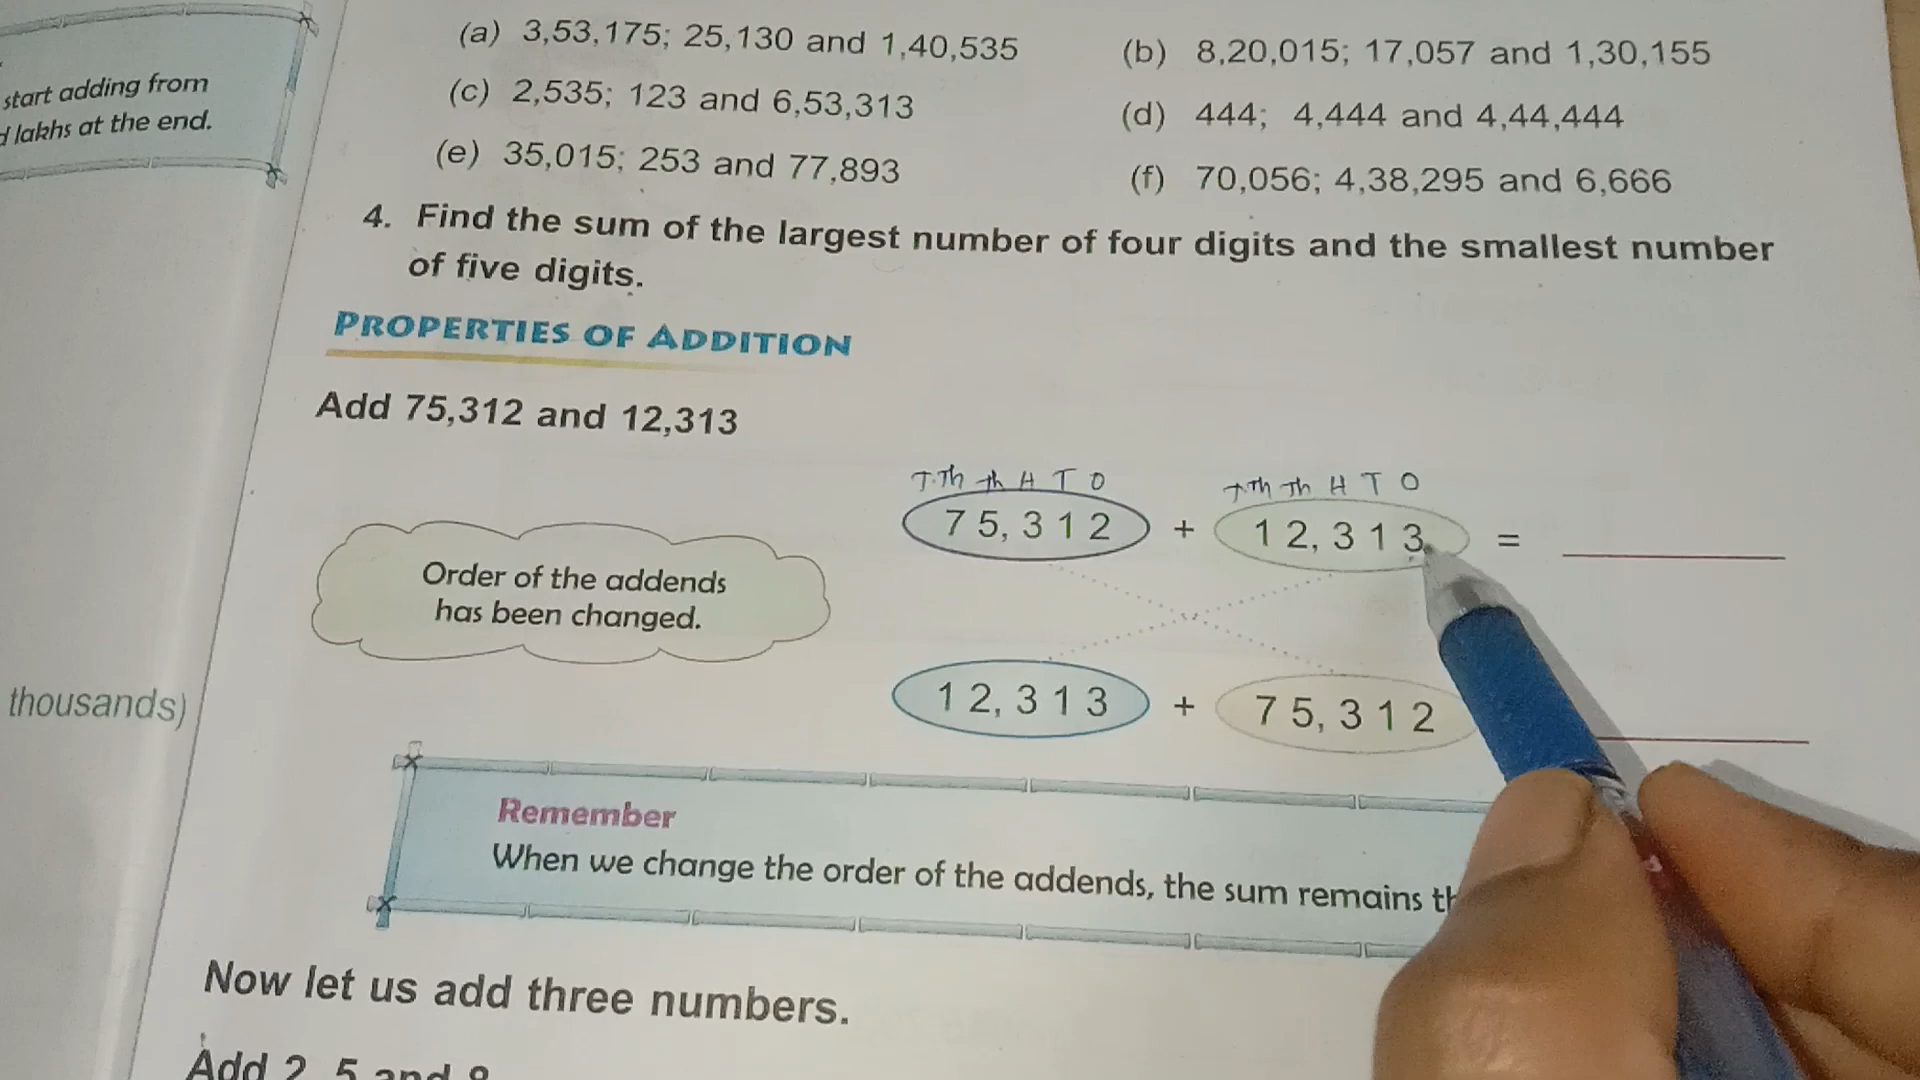 start adding from
lakhs at the end.
thousands)
(a) 3,53,175; 25,130 and 1,40,535
(b) 8,20,015; 17,057 and 1,30,155
(c) 2,535; 123 and 6,53,313
(d) 444; 4,444 and 4,44,444
(e) 35,015; 253 and 77,893
(f) 70,056; 4,38,295 and 6,666
4. Find the sum of the largest number of four digits and the smallest number
of five digits.
PROPERTIES OF ADDITION
Add 75,312 and 12,313
T.Th Th H T O
T.Th Th H T O
75,312 + 12,313 = 
Order of the addends
has been changed.
12,313 + 75,312
Remember
When we change the order of the addends, the sum remains
Now let us add three numbers.
Add 2, 5 and 8